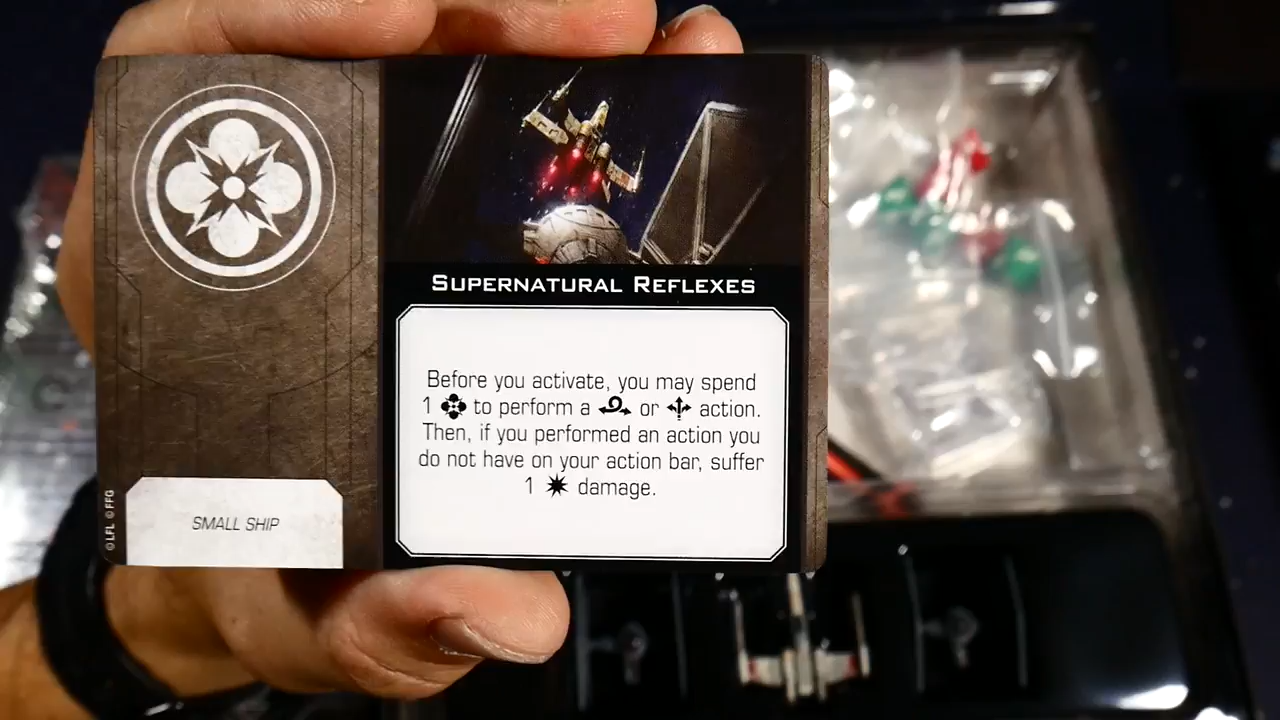 SUPERNATURAL REFLEXES
Before you activate, you may spend
1 to perform a or action.
Then, if you performed an action you
do not have on your action bar, suffer
1 damage.
SMALL SHIP
©LFL ©FFG